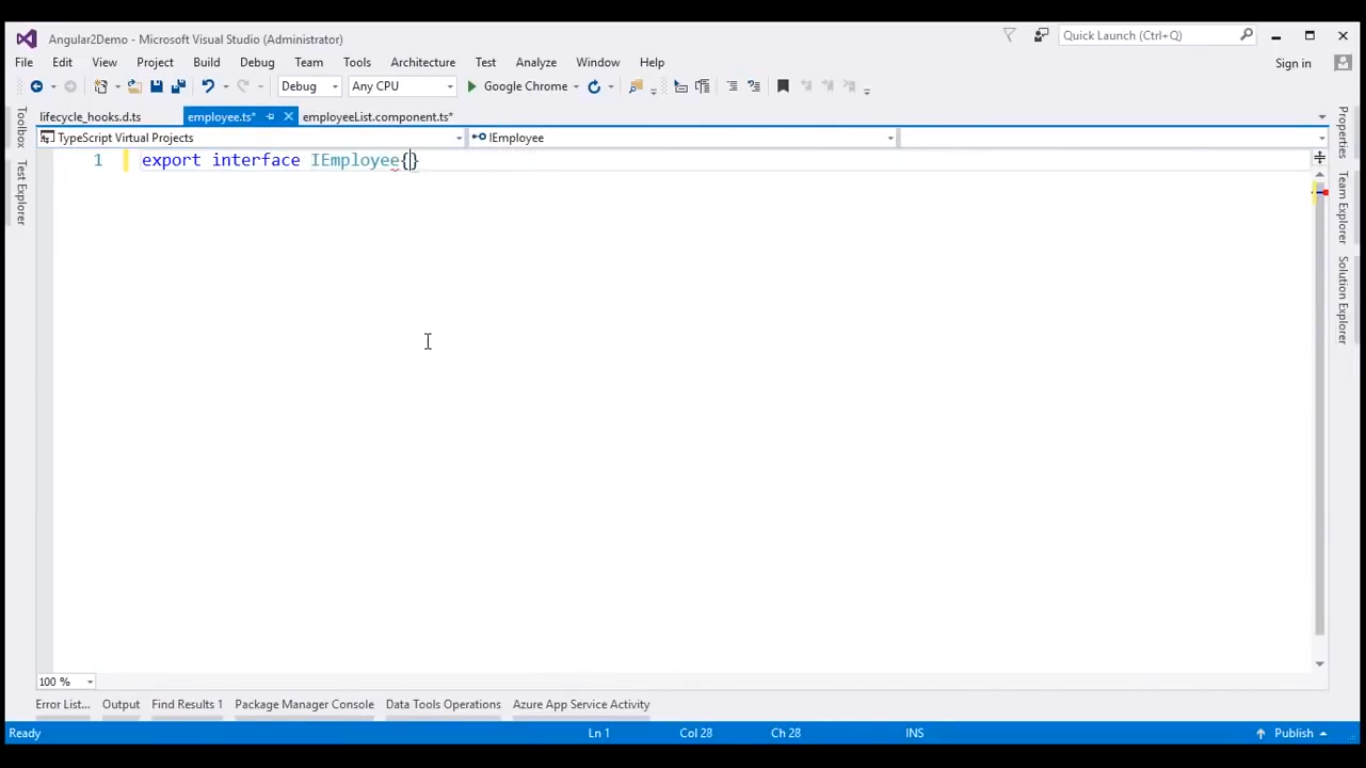 Angular2Demo - Microsoft Visual Studio (Administrator)
Quick Launch (Ctrl+Q)
File Edit View Project Build Debug Team Tools Architecture Test Analyze Window Help
Sign in
Debug Any CPU Google Chrome
lifecycle_hooks.d.ts employee.ts* employeeList.component.ts*
TypeScript Virtual Projects IEmployee
1 export interface IEmployee{}
Toolbox
Test Explorer
Properties
Team Explorer
Solution Explorer
100 %
Error List... Output Find Results 1 Package Manager Console Data Tools Operations Azure App Service Activity
Ready Ln 1 Col 28 Ch 28 INS Publish